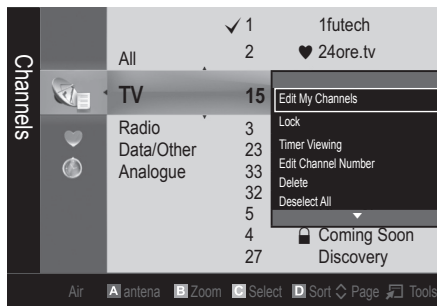 Channels
1 1futech
All 2 24ore.tv
TV 15
Radio 3
Data/Other 23
Analogue 33
32
5
4 Coming Soon
27 Discovery
Edit My Channels
Lock
Timer Viewing
Edit Channel Number
Delete
Deselect All
Air A antena B Zoom C Select D Sort Page Tools